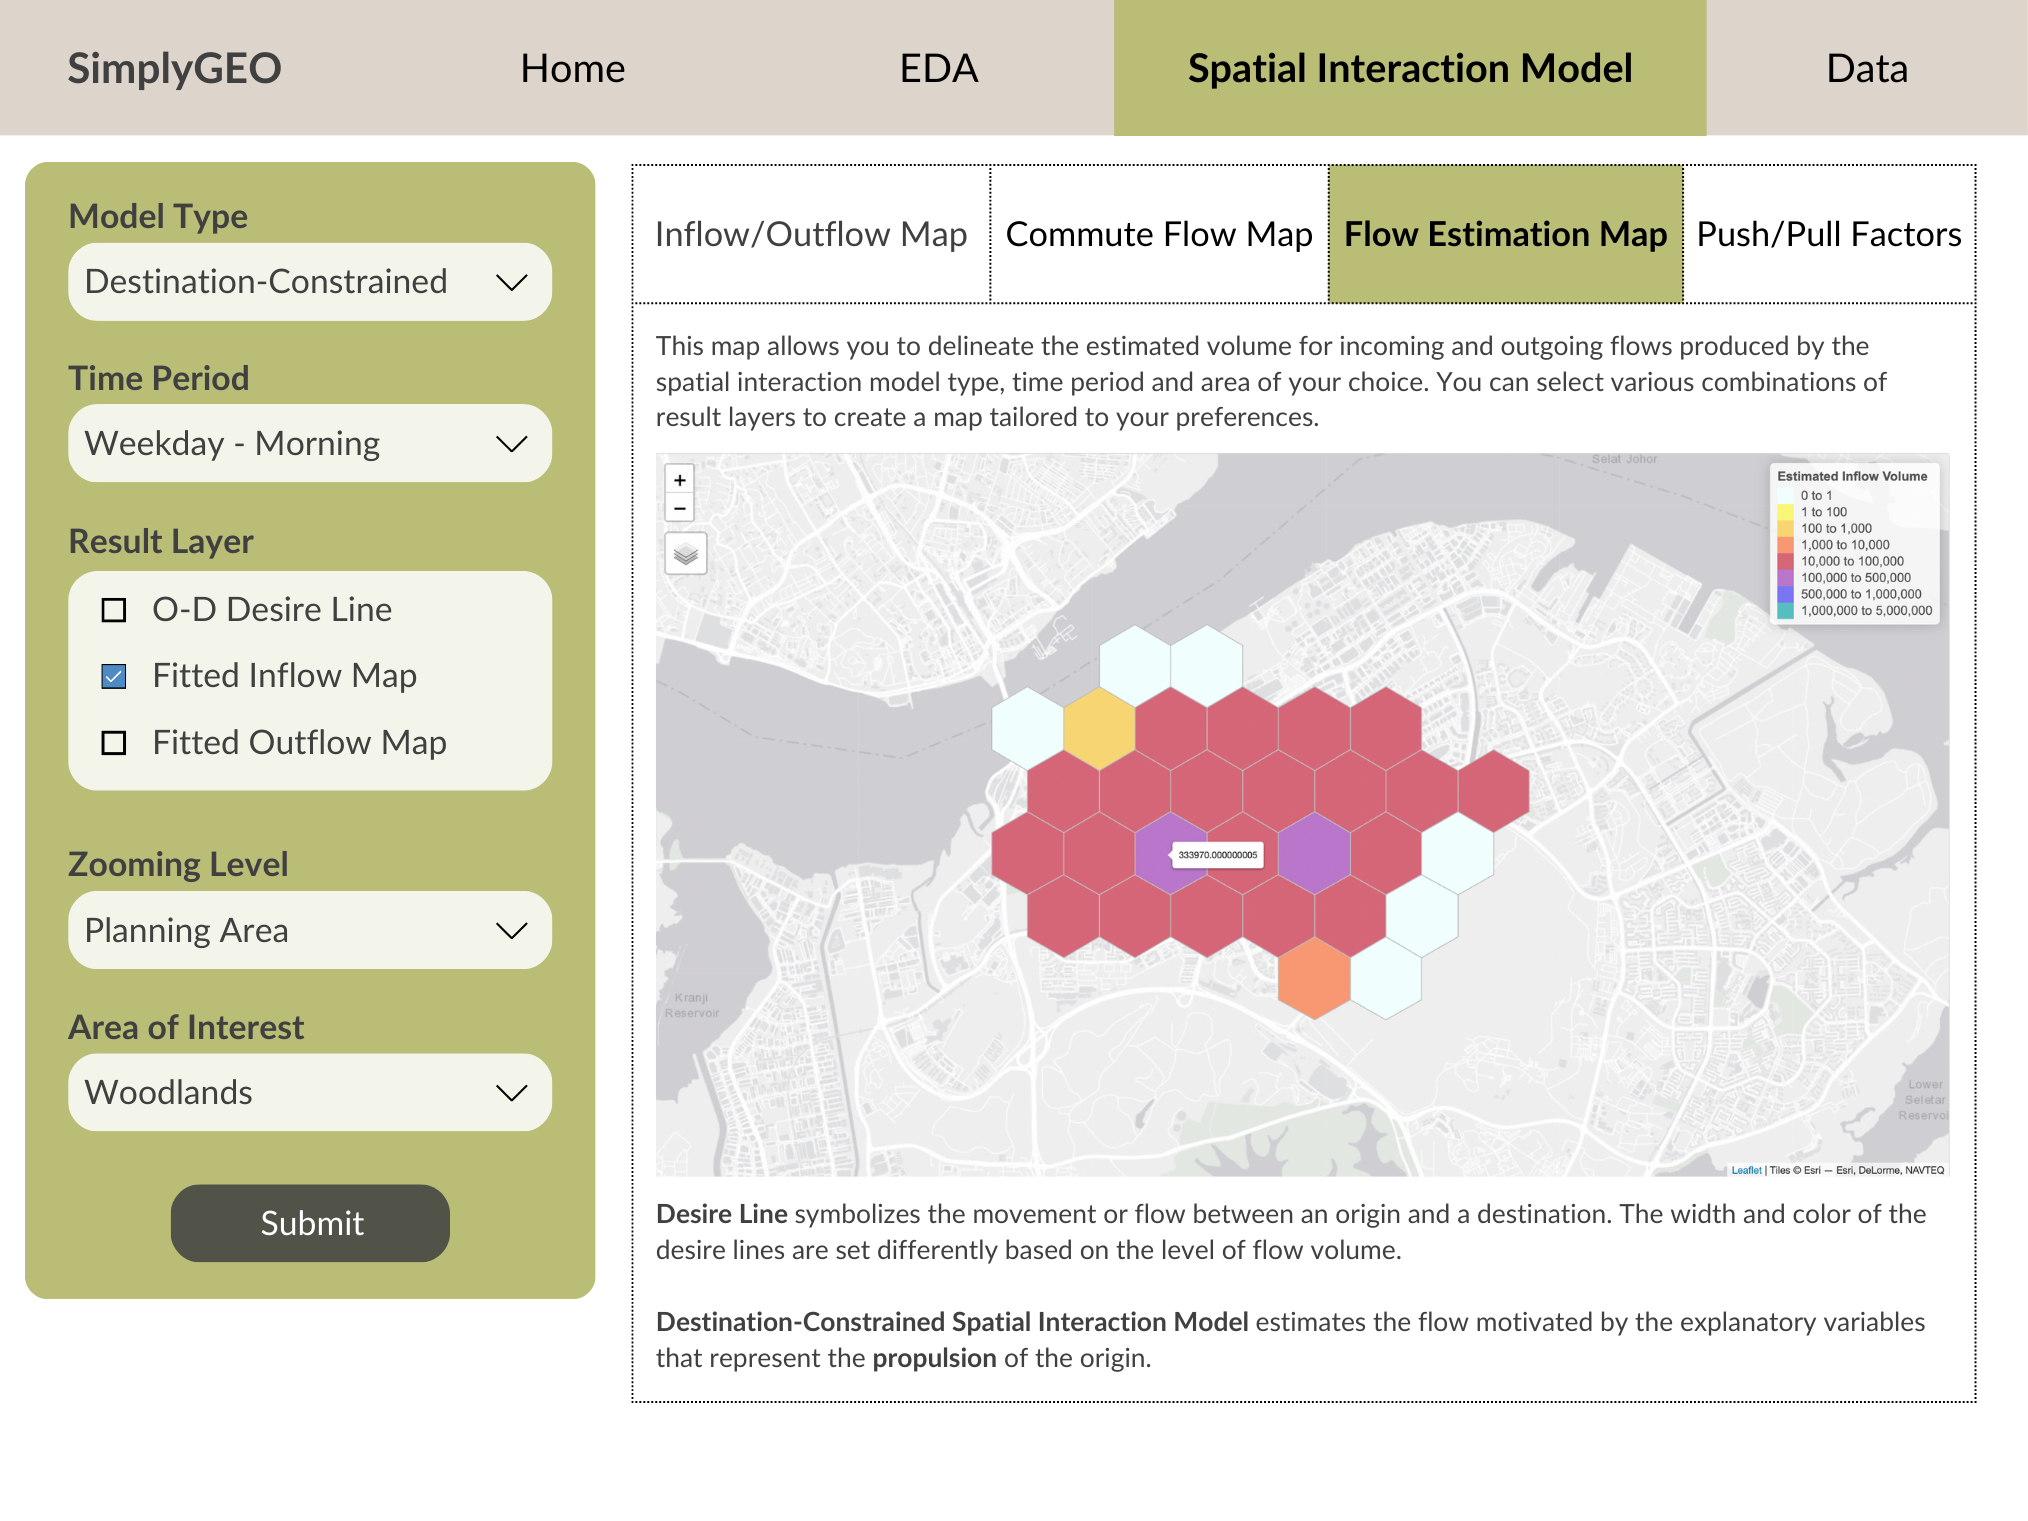 SimplyGEO
Home
EDA
Spatial Interaction Model
Data
Model Type
Destination-Constrained
Time Period
Weekday - Morning
Result Layer
O-D Desire Line
Fitted Inflow Map
Fitted Outflow Map
Zooming Level
Planning Area
Area of Interest
Woodlands
Submit
Inflow/Outflow Map
Commute Flow Map
Flow Estimation Map
Push/Pull Factors
This map allows you to delineate the estimated volume for incoming and outgoing flows produced by the
spatial interaction model type, time period and area of your choice. You can select various combinations of
result layers to create a map tailored to your preferences.
+
−
Selat Johor
Estimated Inflow Volume
0 to 1
1 to 100
100 to 1,000
1,000 to 10,000
10,000 to 100,000
100,000 to 500,000
500,000 to 1,000,000
1,000,000 to 5,000,000
333970.000000005
Kranji
Reservoir
Lower
Seletar
Reservoi
Leaflet | Tiles © Esri — Esri, DeLorme, NAVTEQ
Desire Line symbolizes the movement or flow between an origin and a destination. The width and color of the
desire lines are set differently based on the level of flow volume.
Destination-Constrained Spatial Interaction Model estimates the flow motivated by the explanatory variables
that represent the propulsion of the origin.